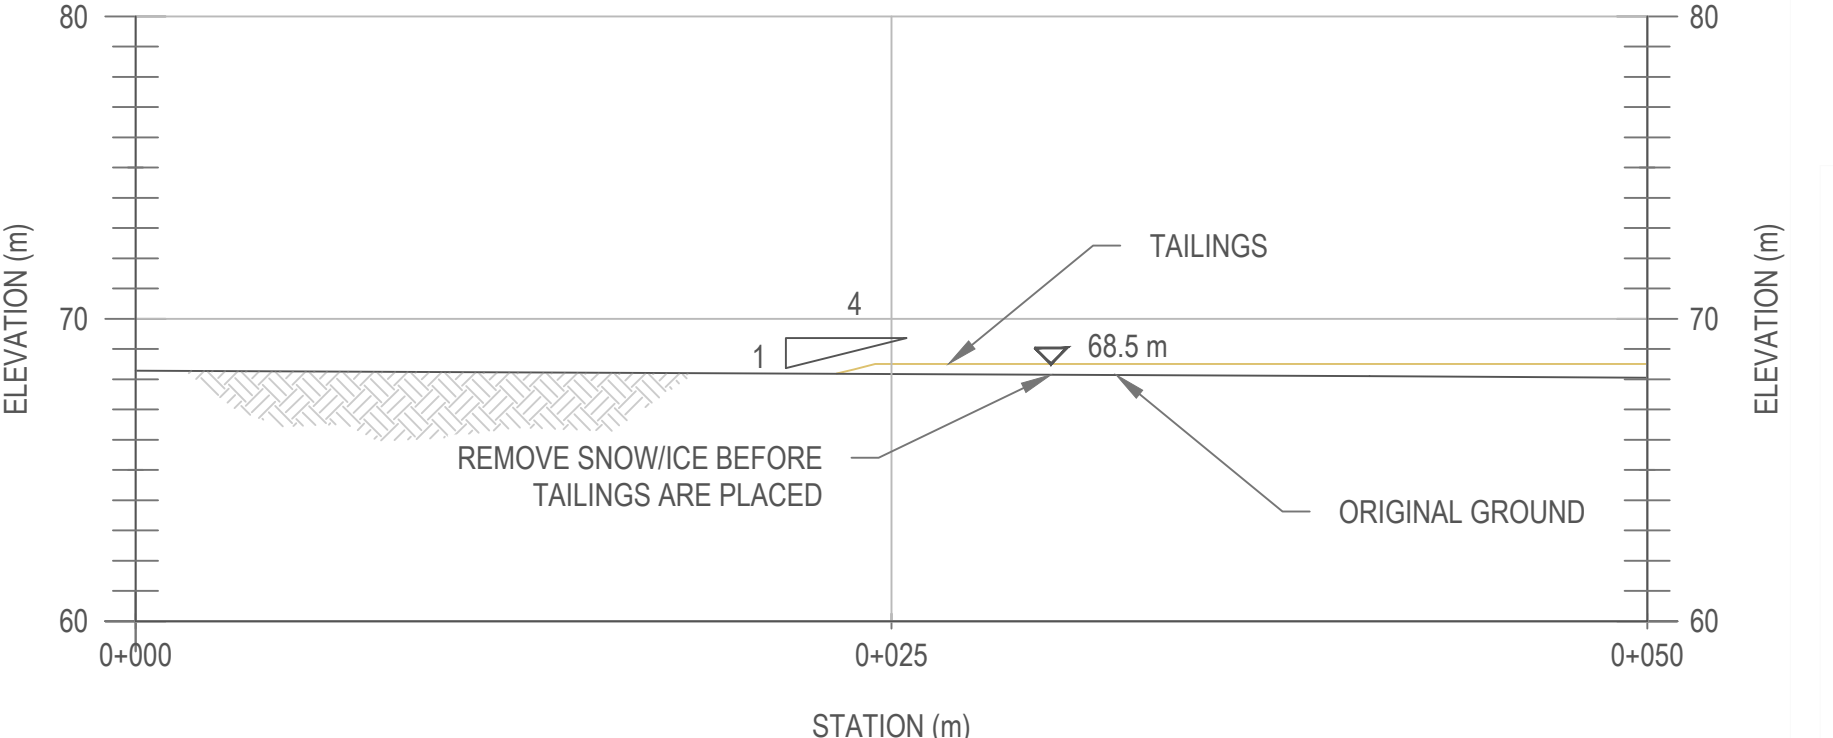 80
80
ELEVATION (m)
ELEVATION (m)
TAILINGS
70
70
4
1
68.5 m
REMOVE SNOW/ICE BEFORE
TAILINGS ARE PLACED
ORIGINAL GROUND
60
60
0+000
0+025
0+050
STATION (m)